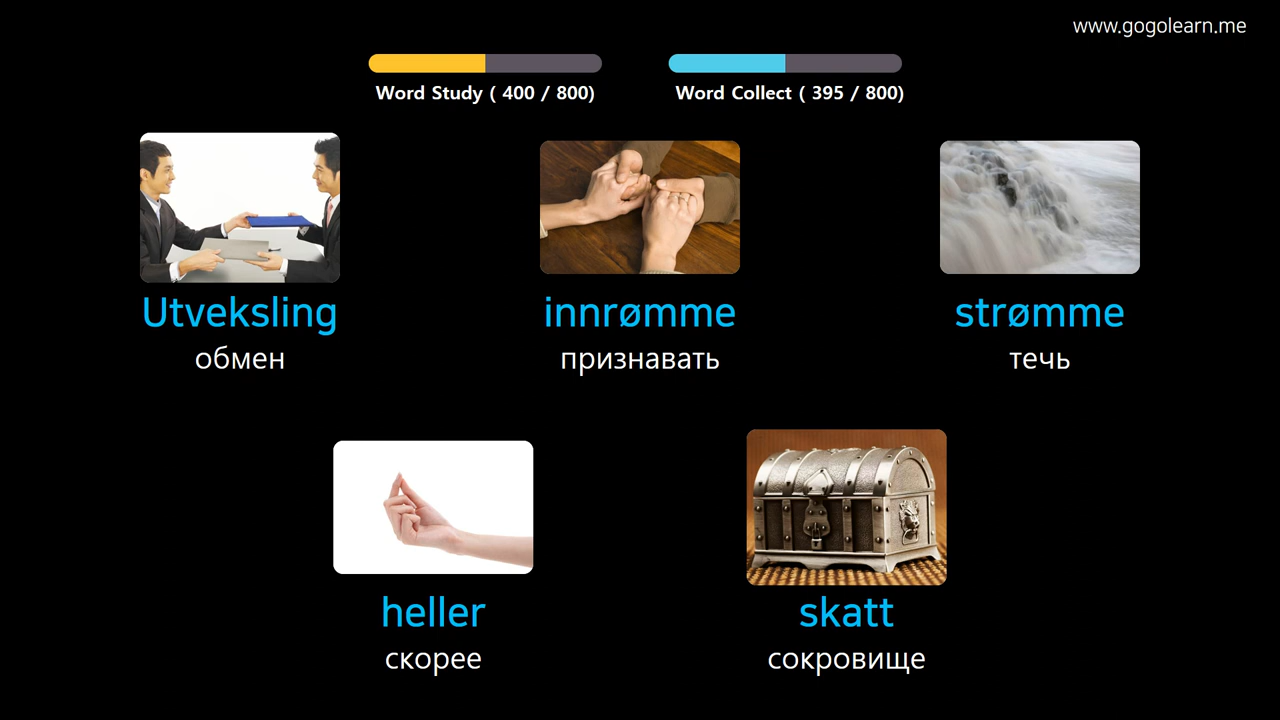 www.gogolearn.me
Word Study ( 400 / 800)
Word Collect ( 395 / 800)
Utveksling
обмен
innrømme
признавать
strømme
течь
heller
скорее
skatt
сокровище